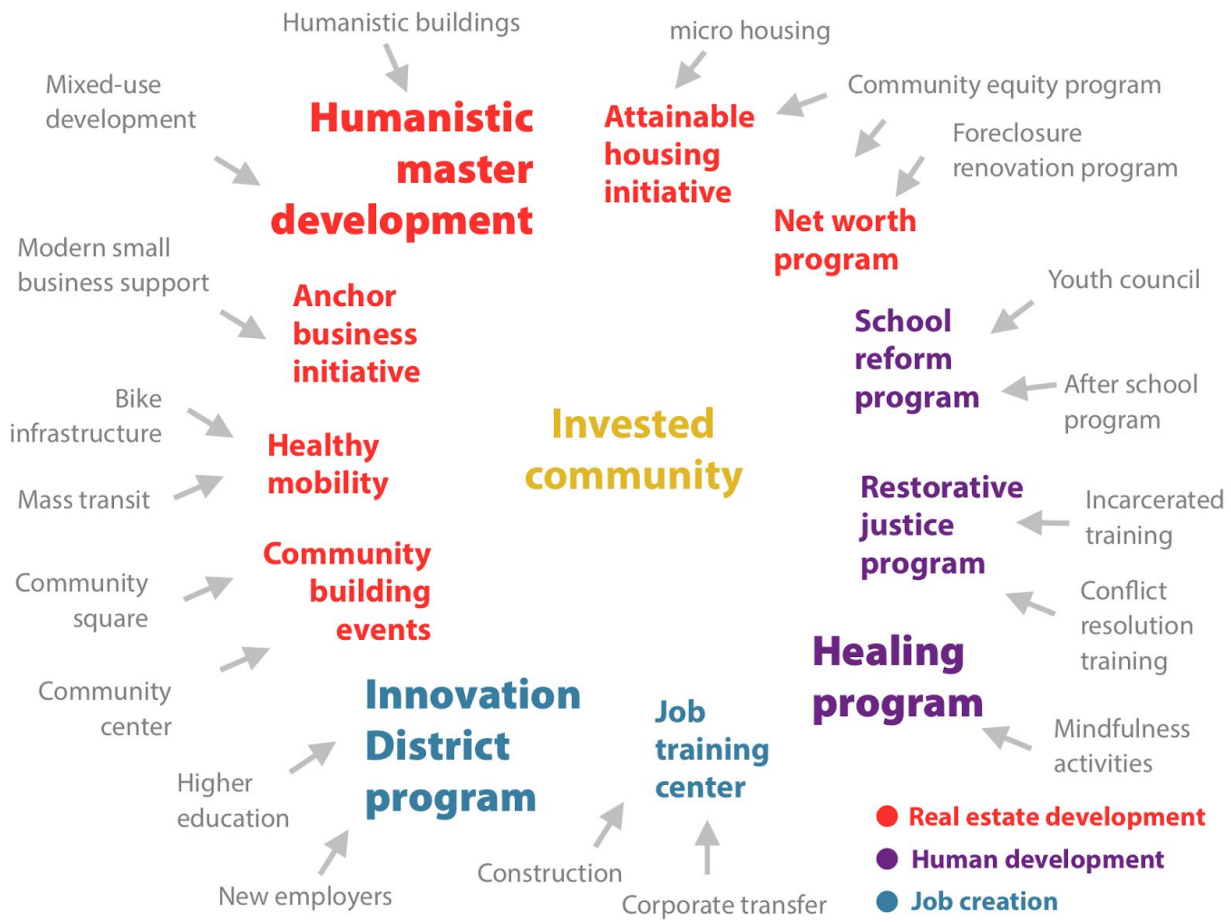 Humanistic buildings
micro housing
Mixed-use
development
Community equity program
Humanistic
master
development
Attainable
housing
initiative
Foreclosure
renovation program
Net worth
program
Modern small
business support
Youth council
Anchor
business
initiative
School
reform
program
After school
program
Bike
infrastructure
Invested
community
Healthy
mobility
Mass transit
Restorative
justice
program
Incarcerated
training
Community
building
events
Community
square
Conflict
resolution
training
Healing
program
Community
center
Innovation
District
program
Job
training
center
Mindfulness
activities
Higher
education
New employers
Construction
Corporate transfer
Real estate development
Human development
Job creation